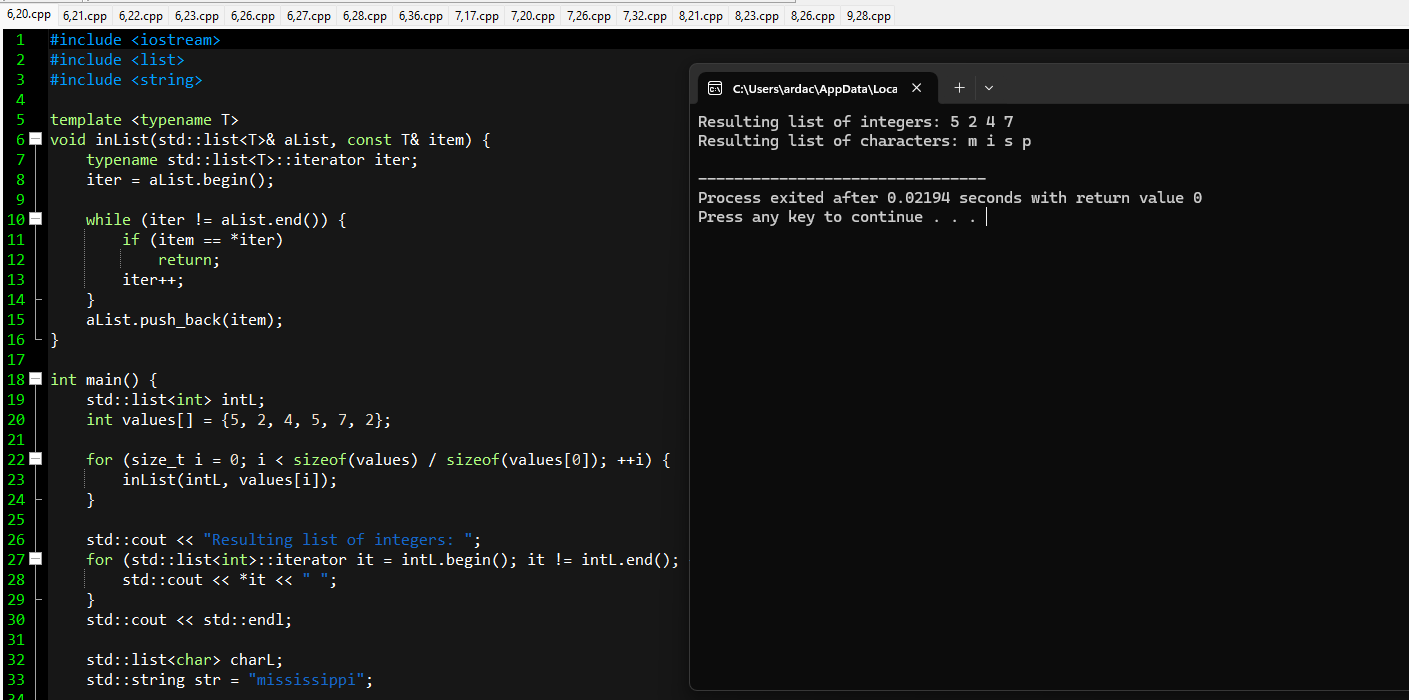 6,20.cpp 6,21.cpp 6,22.cpp 6,23.cpp 6,26.cpp 6,27.cpp 6,28.cpp 6,36.cpp 7,17.cpp 7,20.cpp 7,26.cpp 7,32.cpp 8,21.cpp 8,23.cpp 8,26.cpp 9,28.cpp
1 #include <iostream>
2 #include <list>
3 #include <string>
4
5 template <typename T>
6 void inList(std::list<T>& aList, const T& item) {
7 typename std::list<T>::iterator iter;
8 iter = aList.begin();
9
10 while (iter != aList.end()) {
11 if (item == *iter)
12 return;
13 iter++;
14 }
15 aList.push_back(item);
16 }
17
18 int main() {
19 std::list<int> intL;
20 int values[] = {5, 2, 4, 5, 7, 2};
21
22 for (size_t i = 0; i < sizeof(values) / sizeof(values[0]); ++i) {
23 inList(intL, values[i]);
24 }
25
26 std::cout << "Resulting list of integers: ";
27 for (std::list<int>::iterator it = intL.begin(); it != intL.end();
28 std::cout << *it << " ";
29 }
30 std::cout << std::endl;
31
32 std::list<char> charL;
33 std::string str = "mississippi";
34
C:\Users\ardac\AppData\Loca
Resulting list of integers: 5 2 4 7
Resulting list of characters: m i s p
--------------------------------
Process exited after 0.02194 seconds with return value 0
Press any key to continue . . .